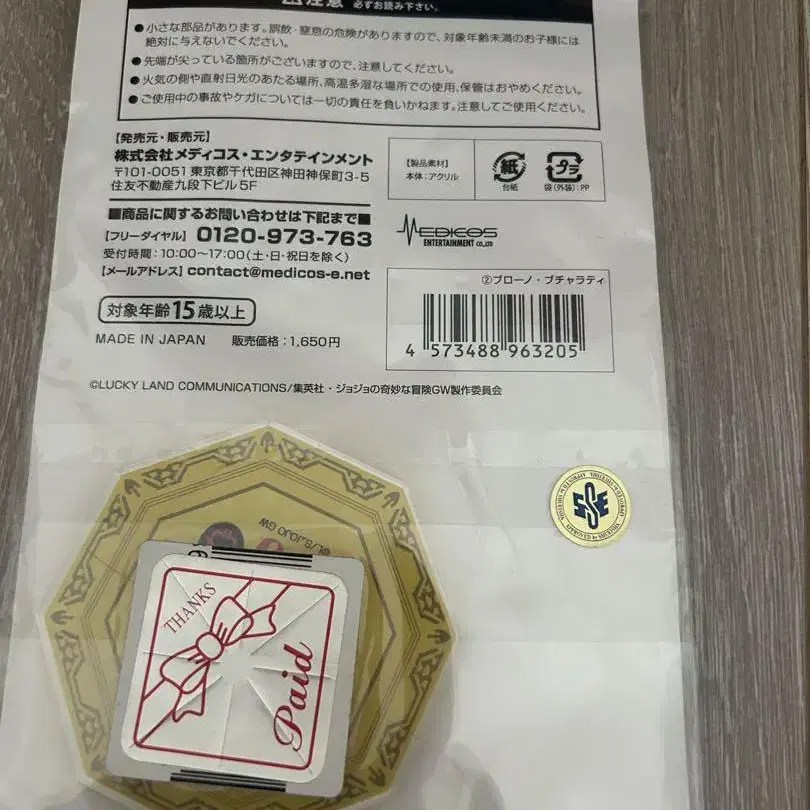 注意 必ずお読み下さい。
●小さな部品があります。誤飲・窒息の危険がありますので、対象年齢未満のお子様には
絶対に与えないでください。
●先端が尖っている箇所がございますので、注意してください。
●火気の側や直射日光のあたる場所、高温多湿な場所での使用、保管はおやめください。
●ご使用中の事故やケガについては一切の責任を負いかねます。注意してご使用ください。
【発売元・販売元】
株式会社メディコス・エンタテインメント
〒101-0051 東京都千代田区神田神保町3-5
住友不動産九段下ビル5F
【製品素材】
本体:アクリル
紙
台紙
プラ
袋(外装):PP
■商品に関するお問い合わせは下記まで■
【フリーダイヤル】 0120-973-763
受付時間:10:00~17:00(土・日・祝日を除く)
【メールアドレス】contact@medicos-e.net
MEDICOS
ENTERTAINMENT CO.,LTD
②ブローノ・ブチャラティ
4 573488 963205
対象年齢15歳以上
MADE IN JAPAN 販売価格:1,650円
©LUCKY LAND COMMUNICATIONS/集英社・ジョジョの奇妙な冒険GW製作委員会
©L/S,JOJO GW
THANKS
Paid